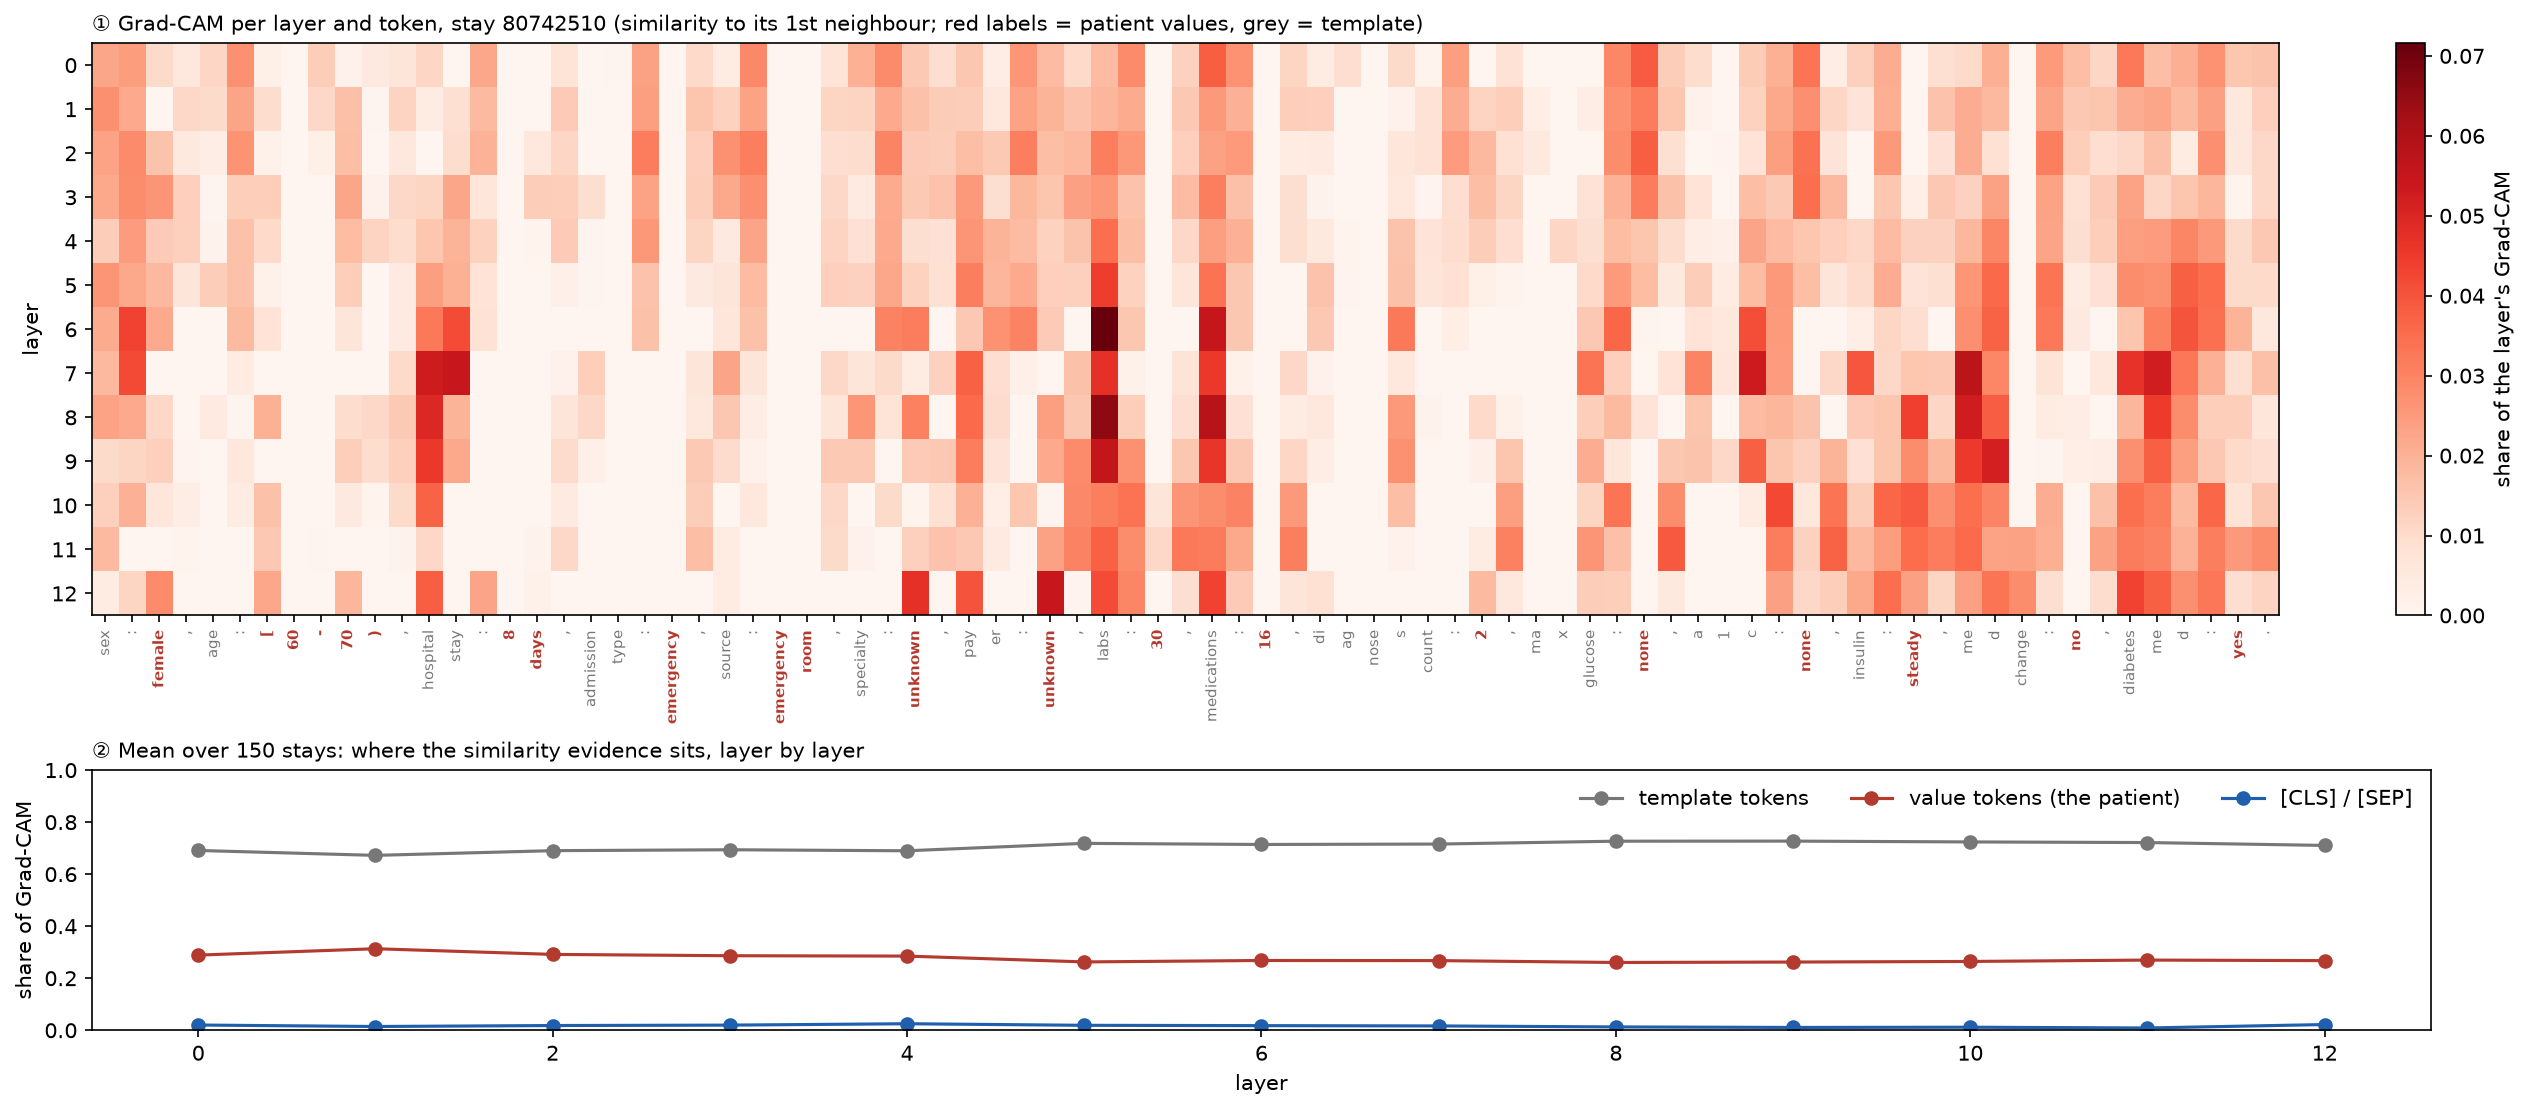 ① Grad-CAM per layer and token, stay 80742510 (similarity to its 1st neighbour; red labels = patient values, grey = template)
layer
0
1
2
3
4
5
6
7
8
9
10
11
12
sex : female , age : [ 60 - 70 ) , hospital stay : 8 days , admission type : emergency , source : emergency room , specialty : unknown , pay er : unknown , labs : 30 , medications : 16 , di ag nose s count : 2 , ma x glucose : none , a 1 c : none , insulin : steady , me d change : no , diabetes me d : yes .
0.07
0.06
0.05
0.04
0.03
0.02
0.01
0.00
share of the layer's Grad-CAM
② Mean over 150 stays: where the similarity evidence sits, layer by layer
share of Grad-CAM
1.0
0.8
0.6
0.4
0.2
0.0
template tokens
value tokens (the patient)
[CLS] / [SEP]
0 2 4 6 8 10 12
layer